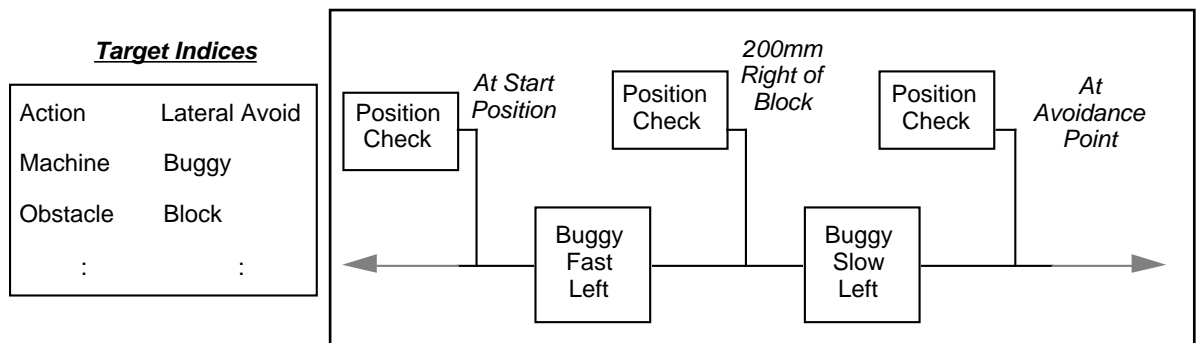 Target Indices
Action Lateral Avoid
Machine Buggy
Obstacle Block
: :
Position
Check
At Start
Position
Position
Check
200mm
Right of
Block
Position
Check
At
Avoidance
Point
Buggy
Fast
Left
Buggy
Slow
Left